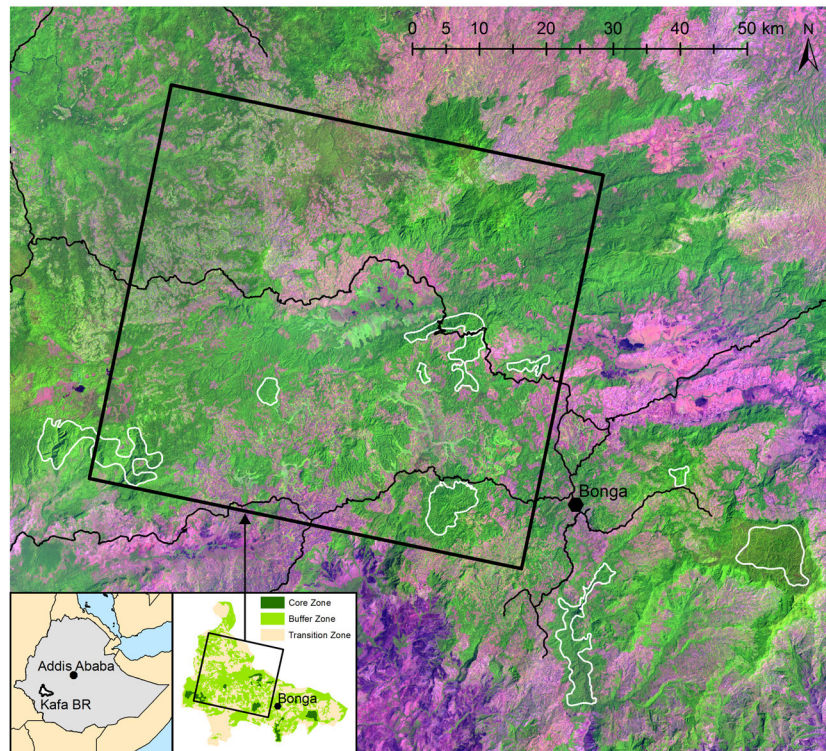 0 5 10 20 30 40 50 km
N
Bonga
Core Zone
Buffer Zone
Transition Zone
Addis Ababa
Kafa BR
Bonga